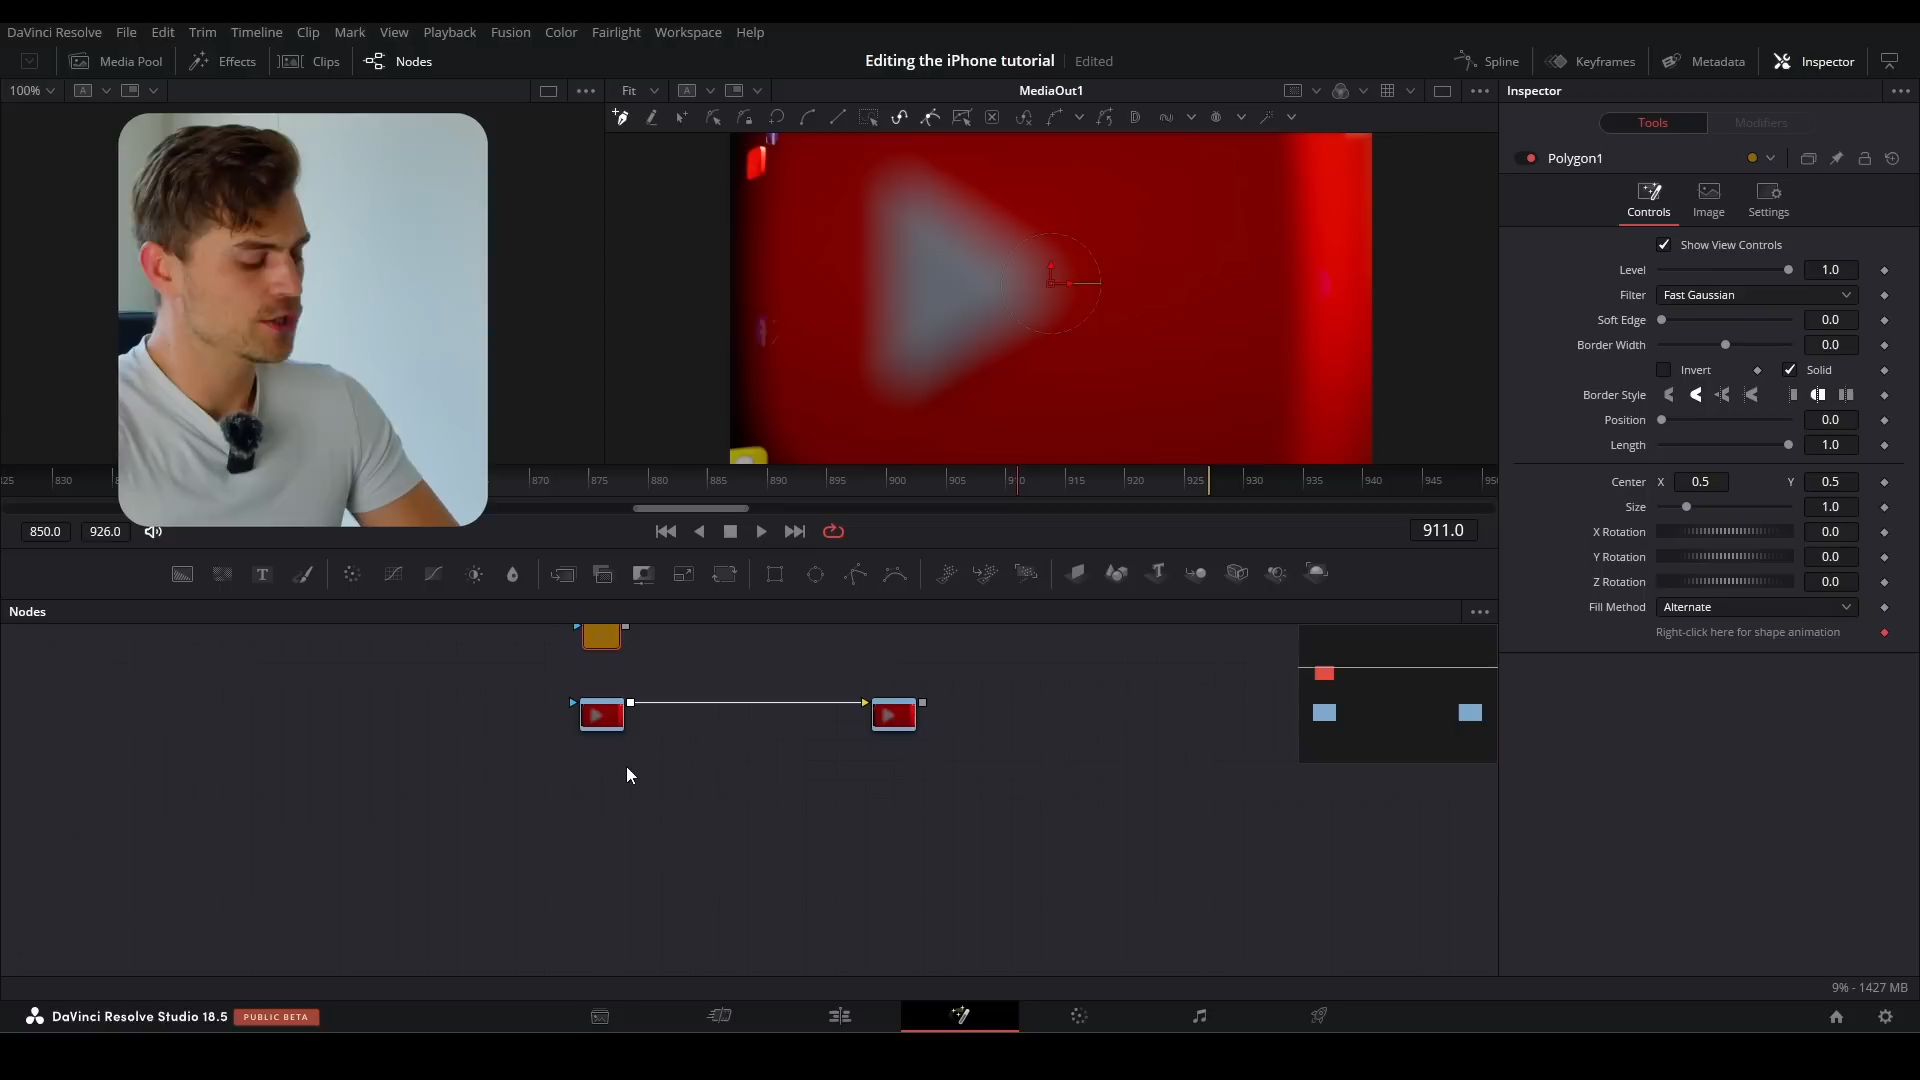 DaVinci Resolve File Edit Trim Timeline Clip Mark View Playback Fusion Color Fairlight Workspace Help
Media Pool Effects Clips Nodes Editing the iPhone tutorial Edited Spline Keyframes Metadata Inspector
100% A Fit A MediaOut1 Inspector
Tools Modifiers
Polygon1
Controls Image Settings
Show View Controls
Level 1.0
Filter Fast Gaussian
Soft Edge 0.0
Border Width 0.0
Invert Solid
Border Style
Position 0.0
Length 1.0
25 830 870 875 880 885 890 895 900 905 915 920 925 930 935 940 945
Center X 0.5 Y 0.5
Size 1.0
850.0 926.0 911.0
X Rotation 0.0
Y Rotation 0.0
Z Rotation 0.0
Fill Method Alternate
Nodes
Right-click here for shape animation
9% - 1427 MB
DaVinci Resolve Studio 18.5 PUBLIC BETA